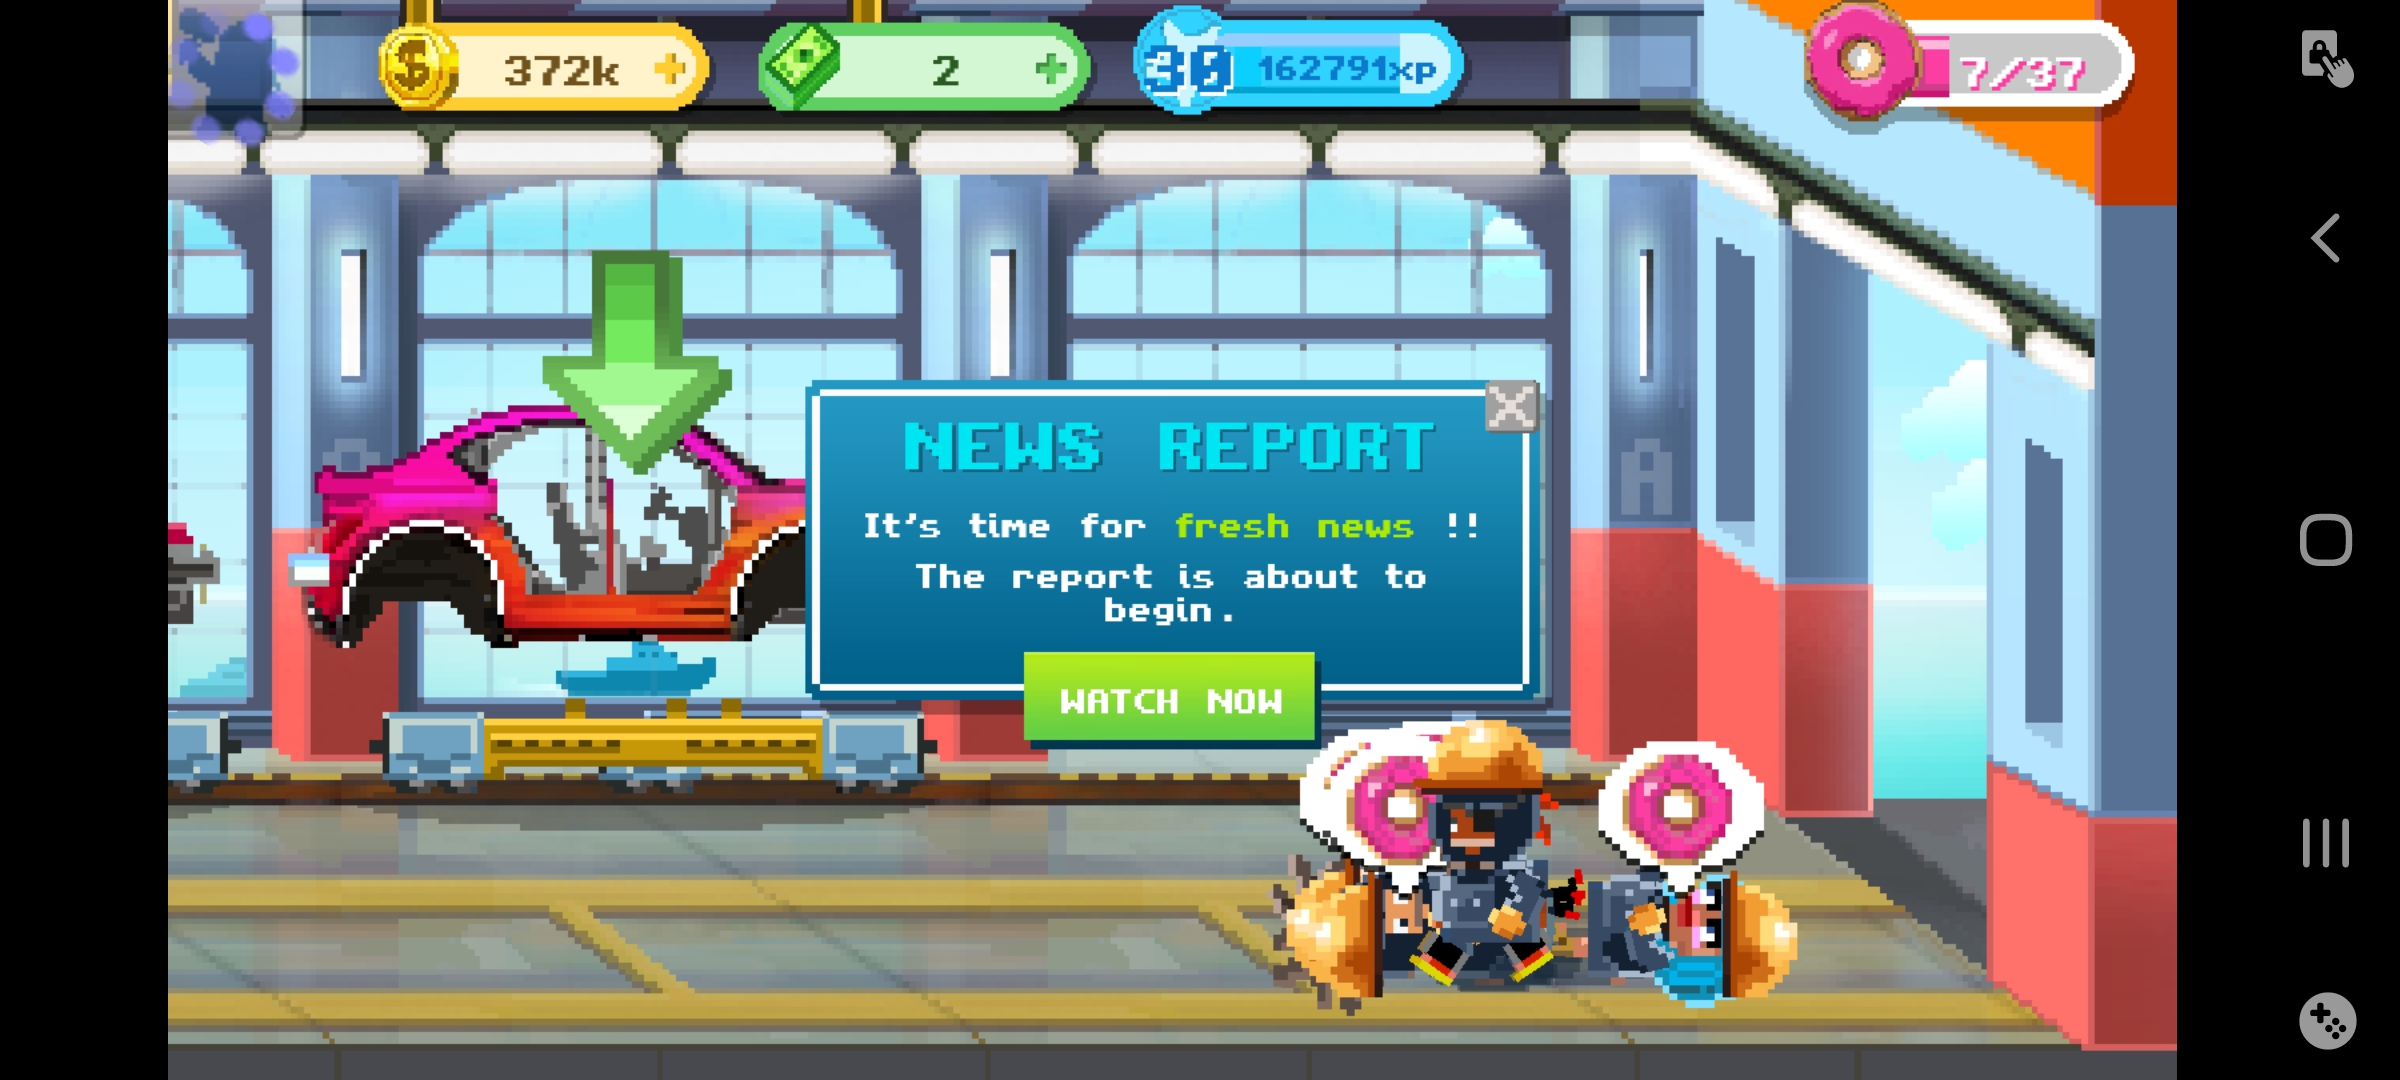 372k
2
30
162791xp
7/37
NEWS REPORT
It's time for fresh news !!
The report is about to
begin.
WATCH NOW
A